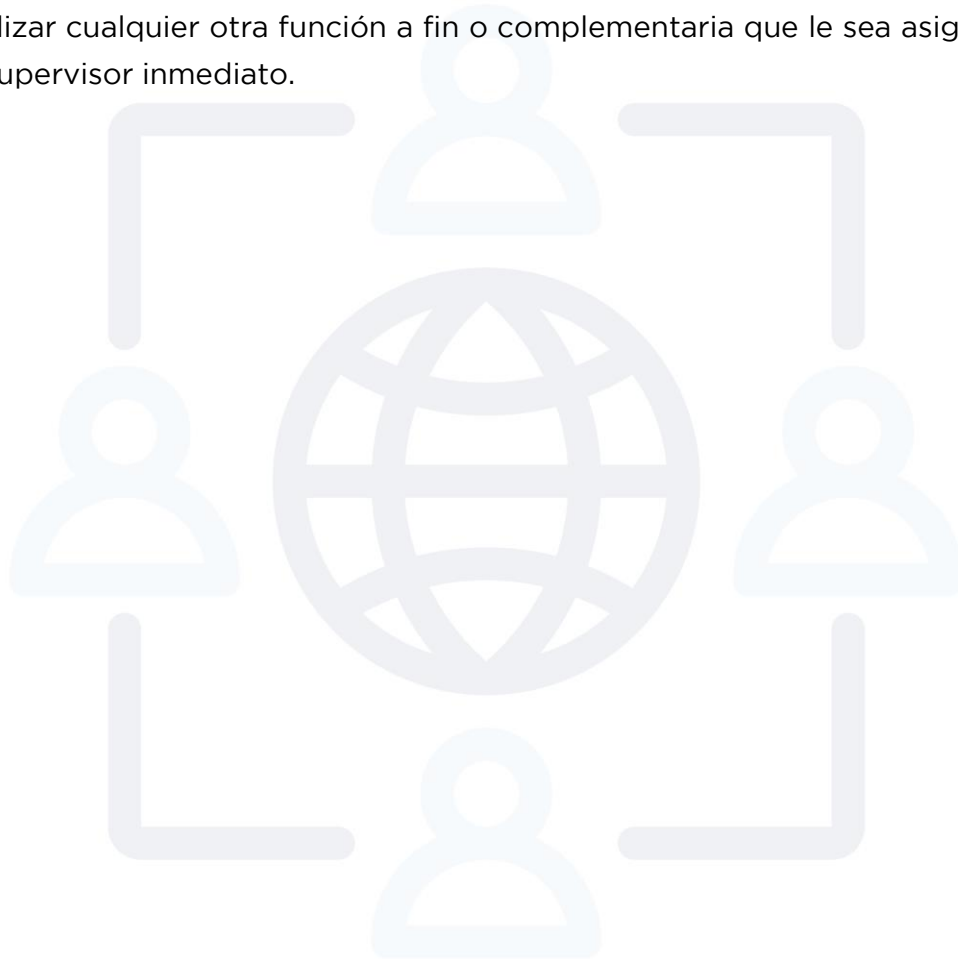 lizar cualquier otra función a fin o complementaria que le sea asig
upervisor inmediato.